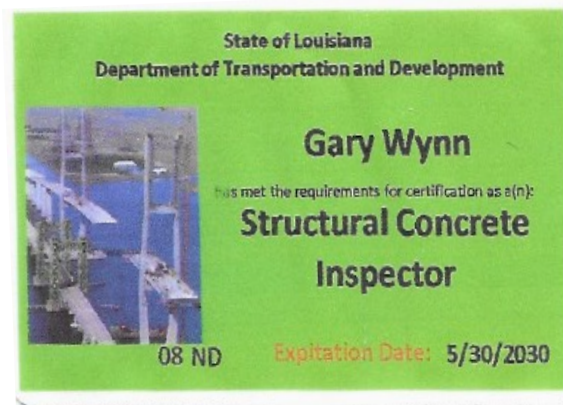 State of Louisiana
Department of Transportation and Development
Gary Wynn
has met the requirements for certification as a(n):
Structural Concrete
Inspector
08 ND
Expitation Date: 5/30/2030